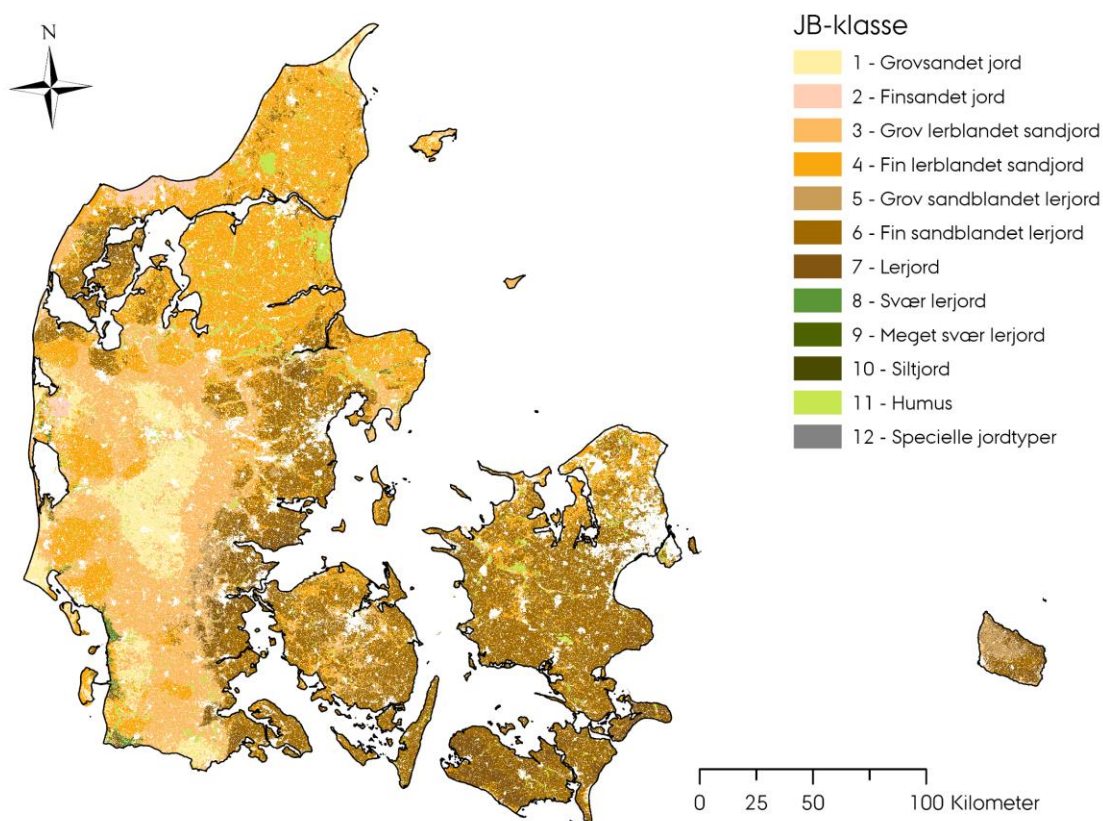 N
JB-klasse
1 - Grovsandet jord
2 - Finsandet jord
3 - Grov lerblandet sandjord
4 - Fin lerblandet sandjord
5 - Grov sandblandet lerjord
6 - Fin sandblandet lerjord
7 - Lerjord
8 - Svær lerjord
9 - Meget svær lerjord
10 - Siltjord
11 - Humus
12 - Specielle jordtyper
0 25 50 100 Kilometer